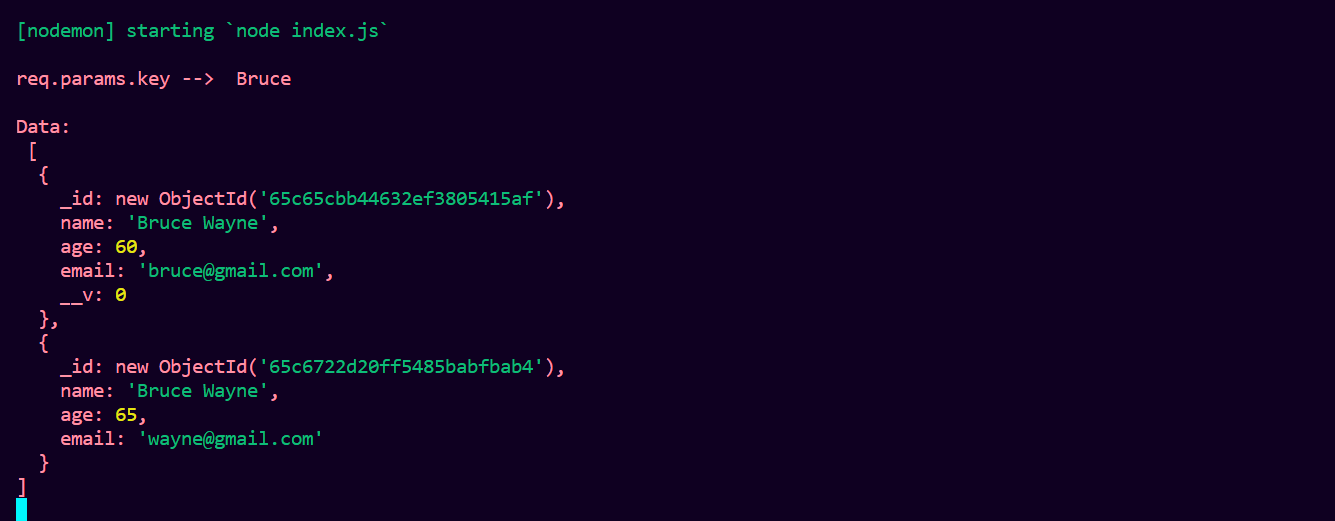 [nodemon] starting `node index.js`
req.params.key -->  Bruce
Data:
 [
  {
    _id: new ObjectId('65c65cbb44632ef3805415af'),
    name: 'Bruce Wayne',
    age: 60,
    email: 'bruce@gmail.com',
    __v: 0
  },
  {
    _id: new ObjectId('65c6722d20ff5485babfbab4'),
    name: 'Bruce Wayne',
    age: 65,
    email: 'wayne@gmail.com'
  }
]